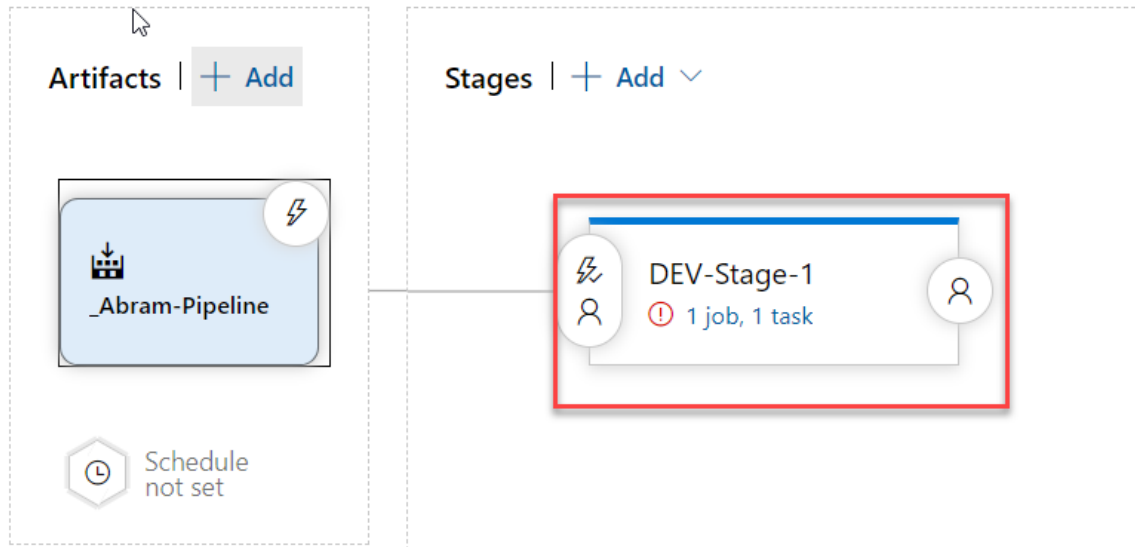 Artifacts | + Add
Stages | + Add
_Abram-Pipeline
DEV-Stage-1
1 job, 1 task
Schedule
not set